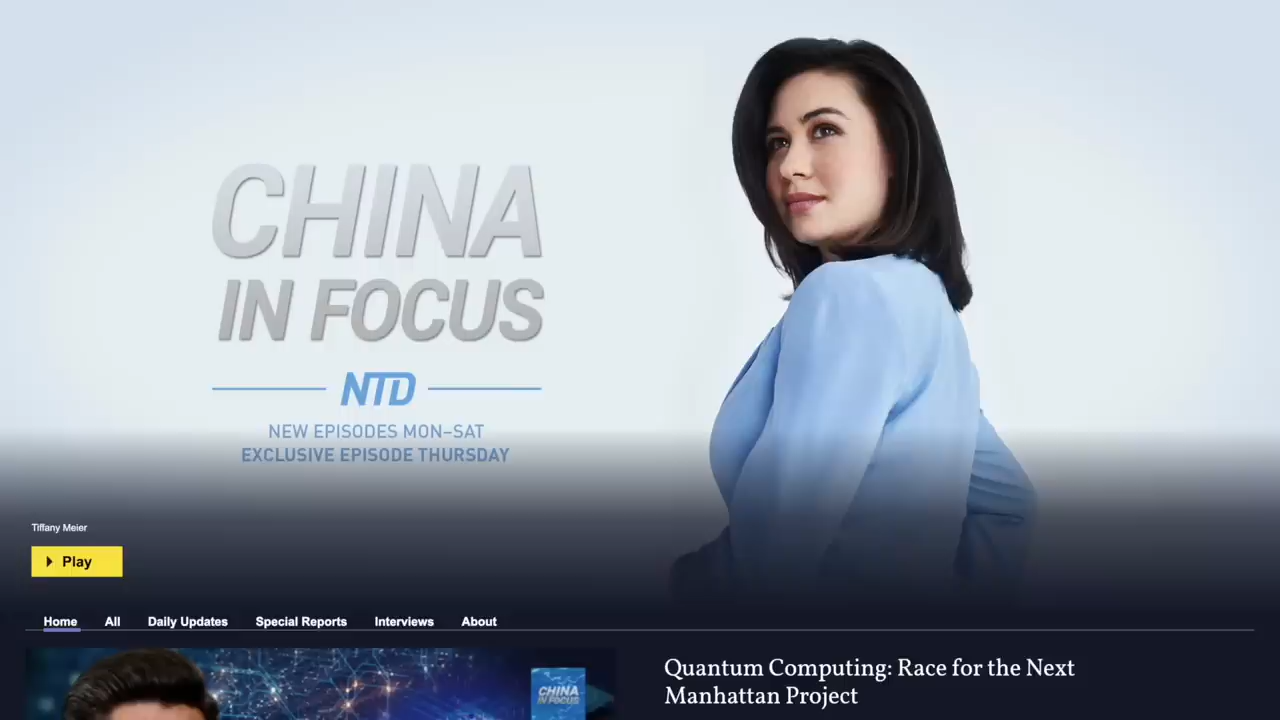 CHINA
IN FOCUS
NTD
NEW EPISODES MON–SAT
EXCLUSIVE EPISODE THURSDAY
Tiffany Meier
Play
Home All Daily Updates Special Reports Interviews About
CHINA
IN FOCUS
Quantum Computing: Race for the Next
Manhattan Project